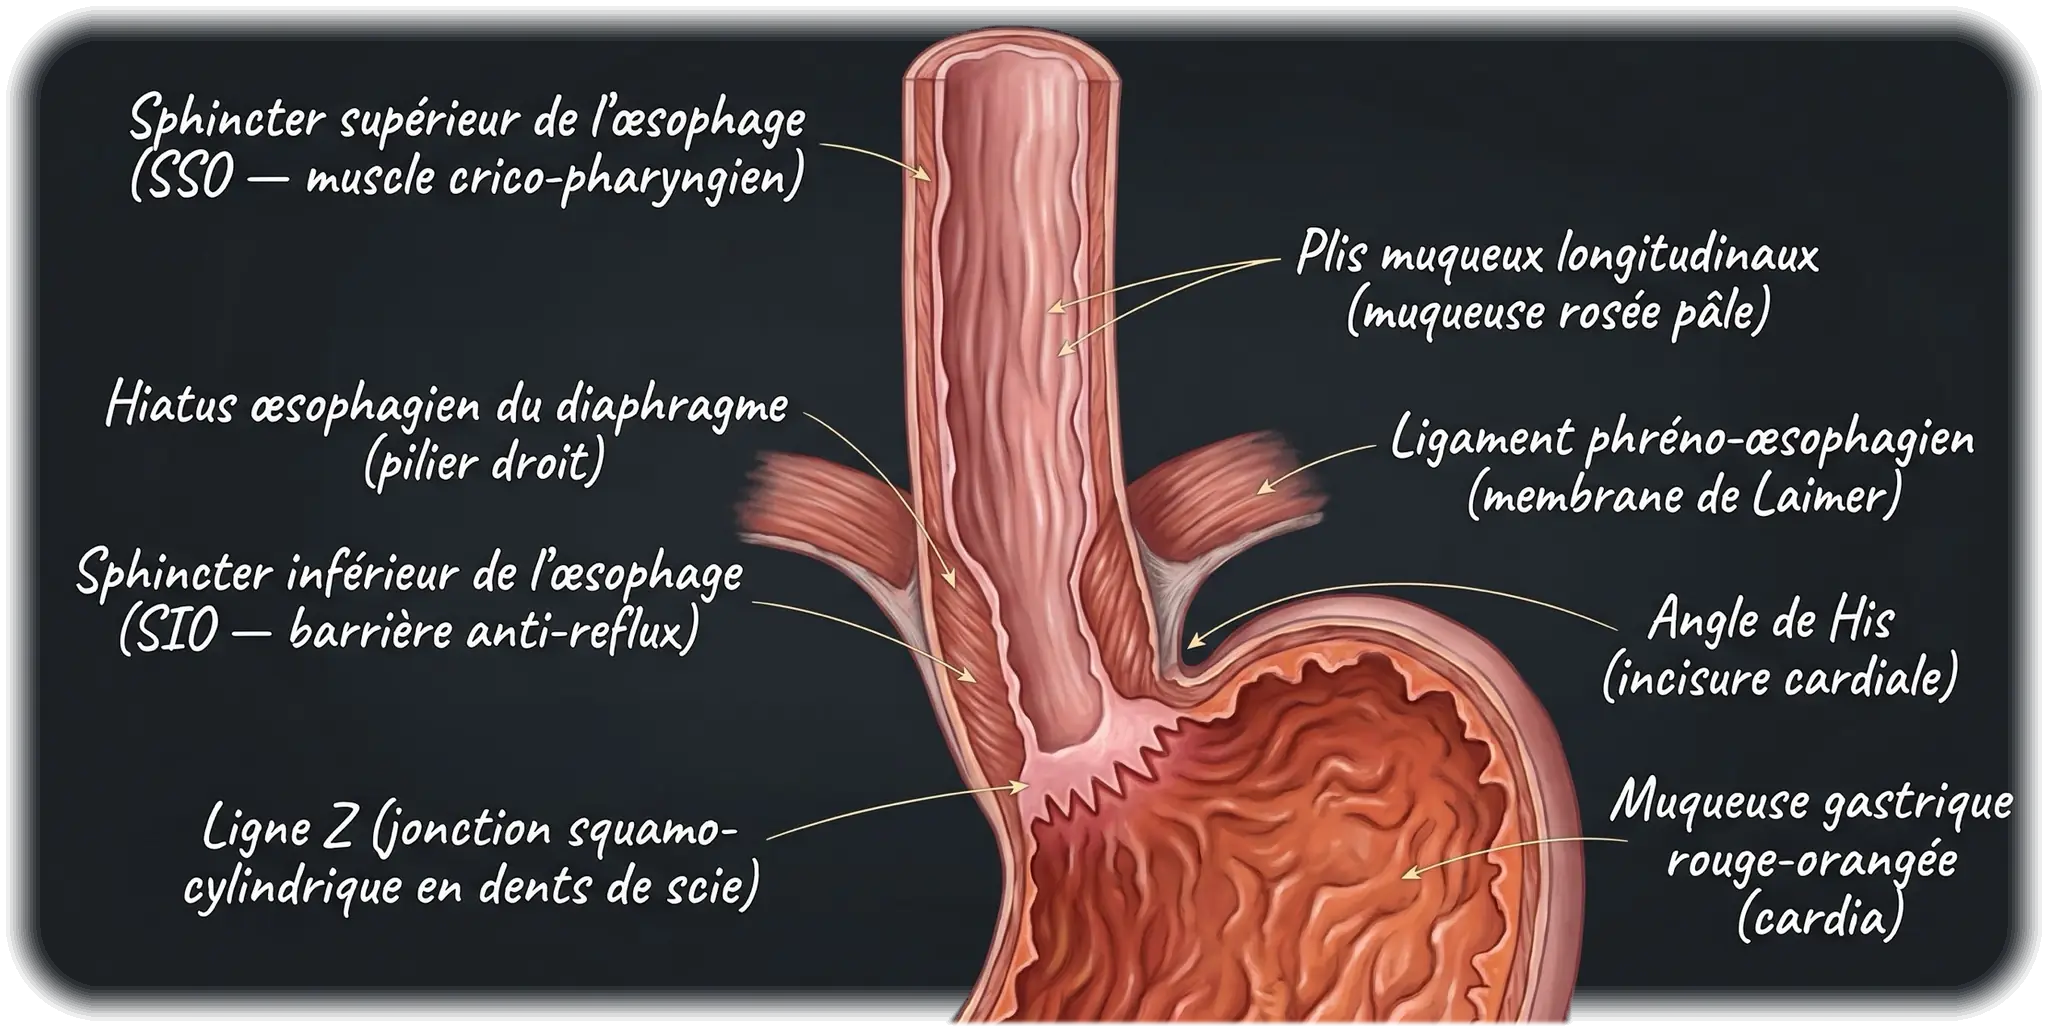 Sphincter supérieur de l'œsophage
(SSO — muscle crico-pharyngien)
Plis muqueux longitudinaux
(muqueuse rosée pâle)
Hiatus œsophagien du diaphragme
(pilier droit)
Ligament phréno-œsophagien
(membrane de Laimer)
Sphincter inférieur de l'œsophage
(SIO — barrière anti-reflux)
Angle de His
(incisure cardiale)
Ligne Z (jonction squamo-
cylindrique en dents de scie)
Muqueuse gastrique
rouge-orangée
(cardia)